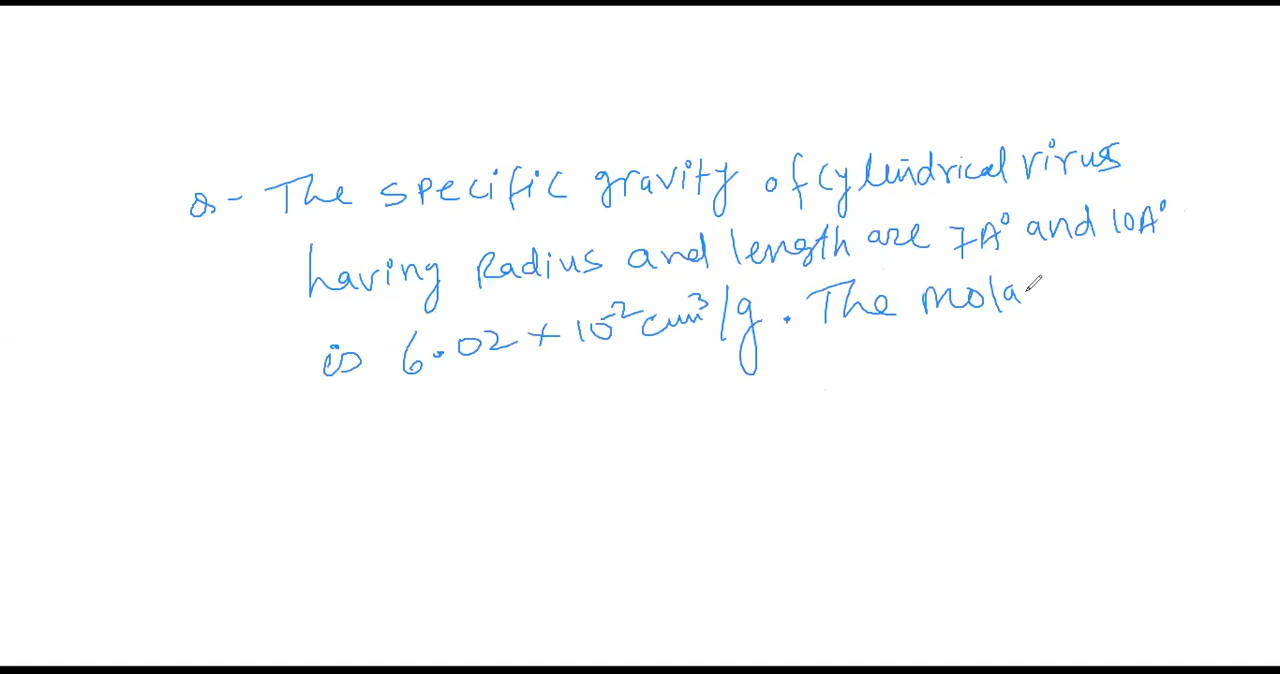 Q- The specific gravity of cylindrical virus
having Radius and length are 7A° and 10A°
is 6.02 × 10⁻² cm³/g. The mola